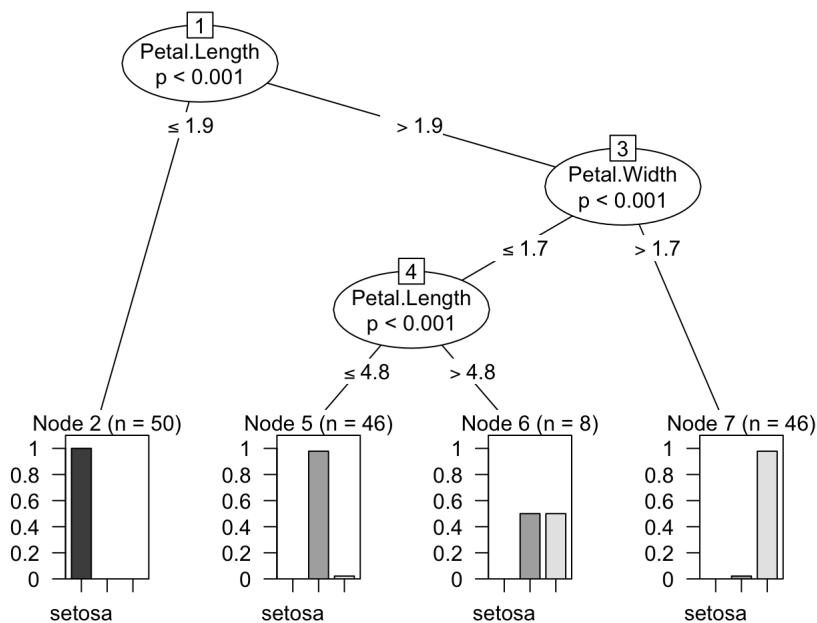 1
Petal.Length
p < 0.001
≤ 1.9
> 1.9
3
Petal.Width
p < 0.001
≤ 1.7
> 1.7
4
Petal.Length
p < 0.001
≤ 4.8
> 4.8
Node 2 (n = 50)
1
0.8
0.6
0.4
0.2
0
setosa
Node 5 (n = 46)
1
0.8
0.6
0.4
0.2
0
setosa
Node 6 (n = 8)
1
0.8
0.6
0.4
0.2
0
setosa
Node 7 (n = 46)
1
0.8
0.6
0.4
0.2
0
setosa